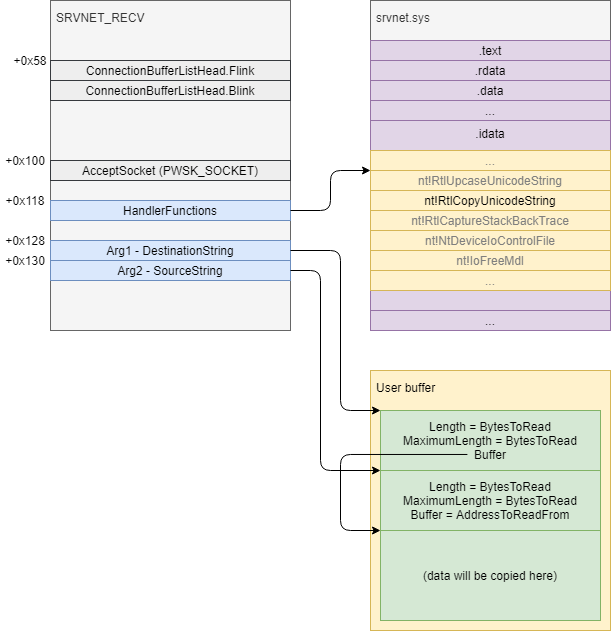 SRVNET_RECV
+0x58
ConnectionBufferListHead.Flink
ConnectionBufferListHead.Blink
+0x100
AcceptSocket (PWSK_SOCKET)
+0x118
HandlerFunctions
+0x128
Arg1 - DestinationString
+0x130
Arg2 - SourceString
srvnet.sys
.text
.rdata
.data
...
.idata
...
nt!RtlUpcaseUnicodeString
nt!RtlCopyUnicodeString
nt!RtlCaptureStackBackTrace
nt!NtDeviceIoControlFile
nt!IoFreeMdl
...
...
User buffer
Length = BytesToRead
MaximumLength = BytesToRead
Buffer
Length = BytesToRead
MaximumLength = BytesToRead
Buffer = AddressToReadFrom
(data will be copied here)